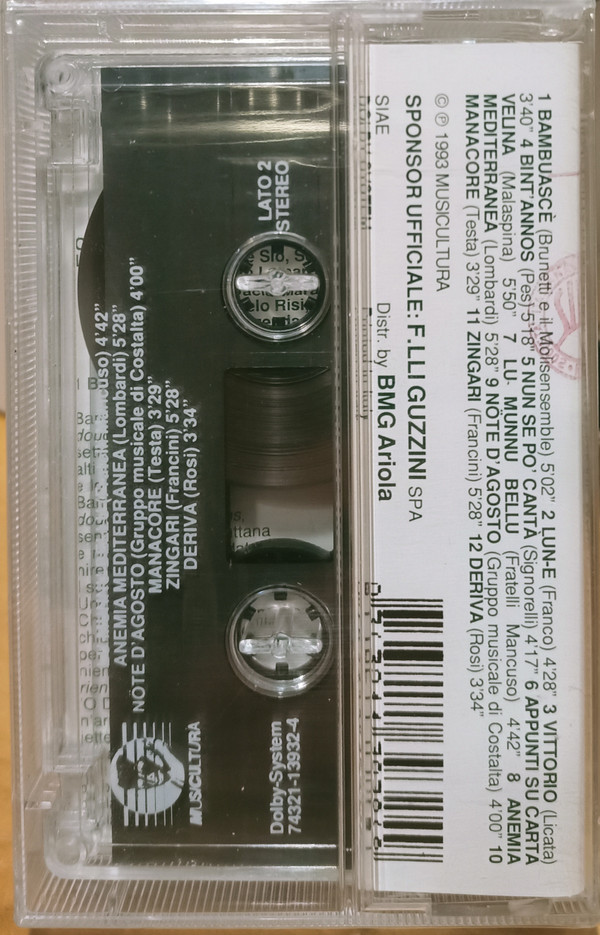 1 BAMBUASCÈ (Brunetti e il Molisensemble) 5'02" 2 LUN-E (Franco) 4'28" 3 VITTORIO (Licata)
3'40" 4 BINT'ANNOS (Pes) 5'18" 5 NUN SE PO' CANTÀ (Signorelli) 4'17" 6 APPUNTI SU CARTA
VELINA (Malaspina) 5'50" 7 LU- MUNNU BELLU (Fratelli Mancuso) 4'42" 8 ANEMIA
MEDITERRANEA (Lombardi) 5'28" 9 NÖTE D'AGOSTO (Gruppo musicale di Costalta) 4'00" 10
MANACORE (Testa) 3'29" 11 ZINGARI (Francini) 5'28" 12 DERIVA (Rosi) 3'34"
© ℗ 1993 MUSICULTURA
SPONSOR UFFICIALE: F.LLI GUZZINI SPA
SIAE Distr. by BMG Ariola
LATO 2
STEREO
Dolby-System
74321-13932-4
4'42"
ANEMIA MEDITERRANEA (Lombardi) 5'28"
NÖTE D'AGOSTO (Gruppo musicale di Costalta) 4'00"
MANACORE (Testa) 3'29"
ZINGARI (Francini) 5'28"
DERIVA (Rosi) 3'34"
MUSICULTURA